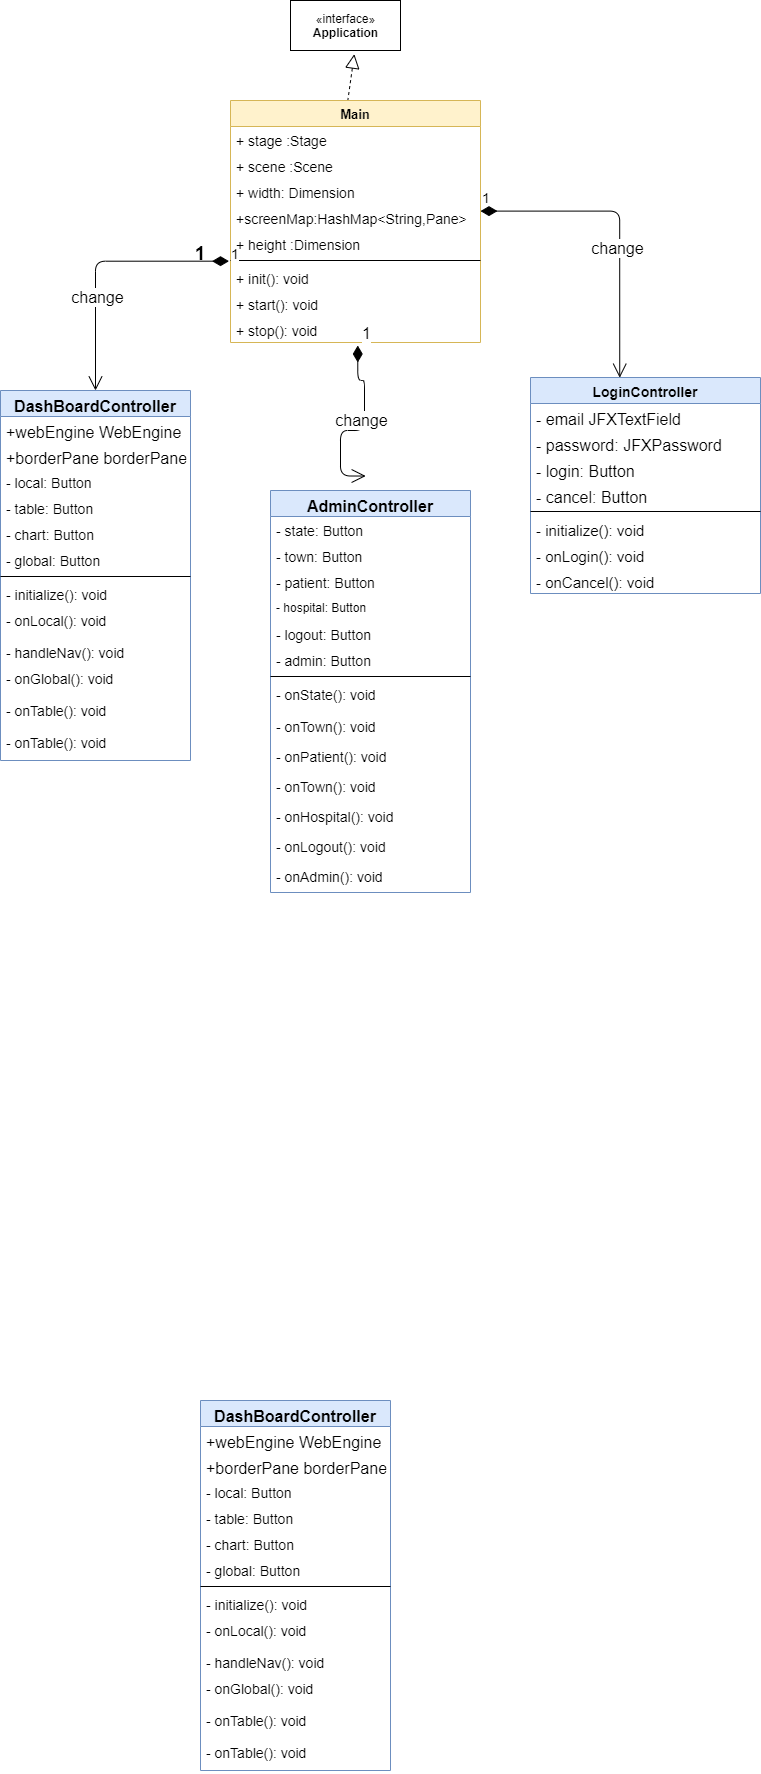 «interface»
Application
Main
+ stage :Stage
+ scene :Scene
+ width: Dimension
+screenMap:HashMap<String,Pane>
+ height :Dimension
+ init(): void
+ start(): void
+ stop(): void
1
1
1
1
change
change
change
DashBoardController
+webEngine WebEngine
+borderPane borderPane
- local: Button
- table: Button
- chart: Button
- global: Button
- initialize(): void
- onLocal(): void
- handleNav(): void
- onGlobal(): void
- onTable(): void
- onTable(): void
AdminController
- state: Button
- town: Button
- patient: Button
- hospital: Button
- logout: Button
- admin: Button
- onState(): void
- onTown(): void
- onPatient(): void
- onTown(): void
- onHospital(): void
- onLogout(): void
- onAdmin(): void
LoginController
- email JFXTextField
- password: JFXPassword
- login: Button
- cancel: Button
- initialize(): void
- onLogin(): void
- onCancel(): void
DashBoardController
+webEngine WebEngine
+borderPane borderPane
- local: Button
- table: Button
- chart: Button
- global: Button
- initialize(): void
- onLocal(): void
- handleNav(): void
- onGlobal(): void
- onTable(): void
- onTable(): void